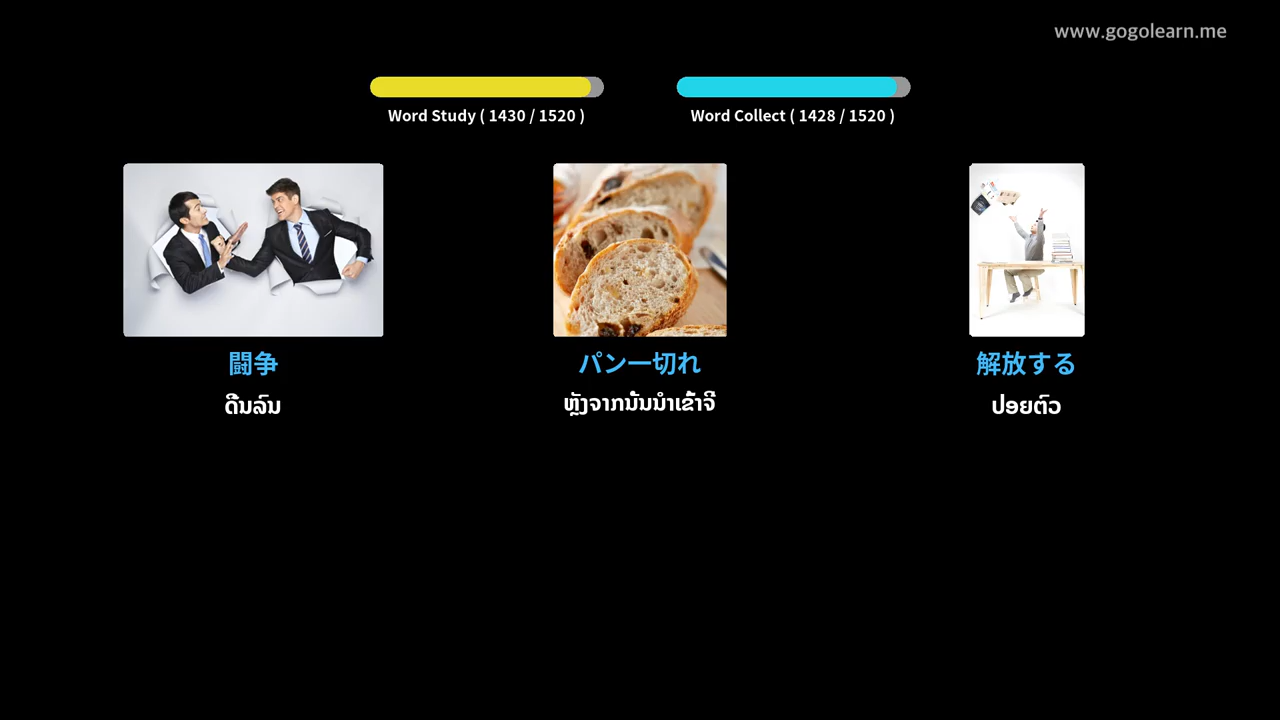 www.gogolearn.me
Word Study ( 1430 / 1520 )
Word Collect ( 1428 / 1520 )
闘争
パン一切れ
解放する
ດີ້ນລົນ
ຫຼັງຈາກນັ້ນນຳເຂົ້າຈີ່
ປ່ອຍຕົວ